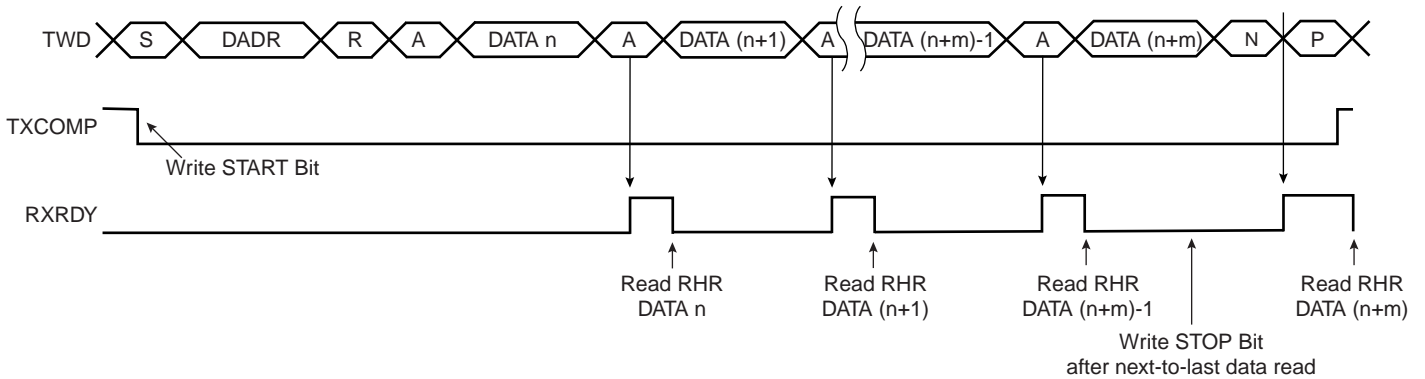 TWD S DADR R A DATA n A DATA (n+1) A DATA (n+m)-1 A DATA (n+m) N P
TXCOMP
Write START Bit
RXRDY
Read RHR
DATA n
Read RHR
DATA (n+1)
Read RHR
DATA (n+m)-1
Read RHR
DATA (n+m)
Write STOP Bit
after next-to-last data read